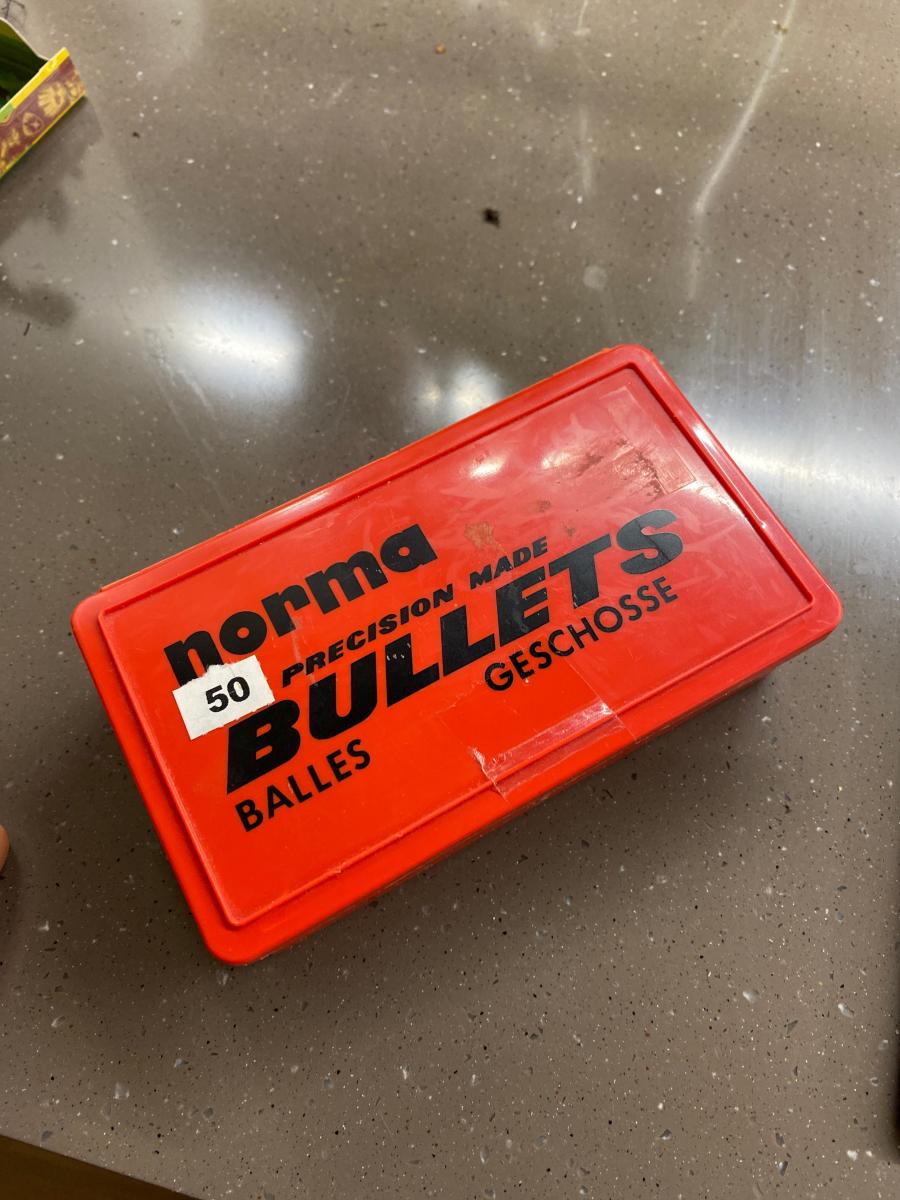 norma
PRECISION MADE
50
BULLETS
BALLES
GESCHOSSE